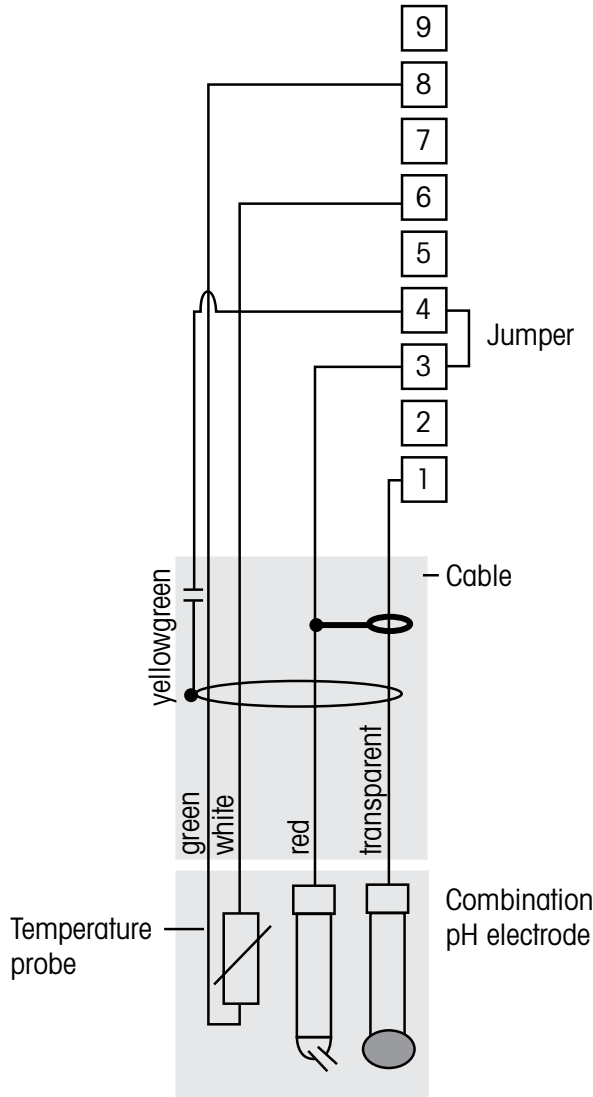 9
8
7
6
5
4
Jumper
3
2
1
Cable
yellowgreen
green
white
red
transparent
Combination
pH electrode
Temperature
probe